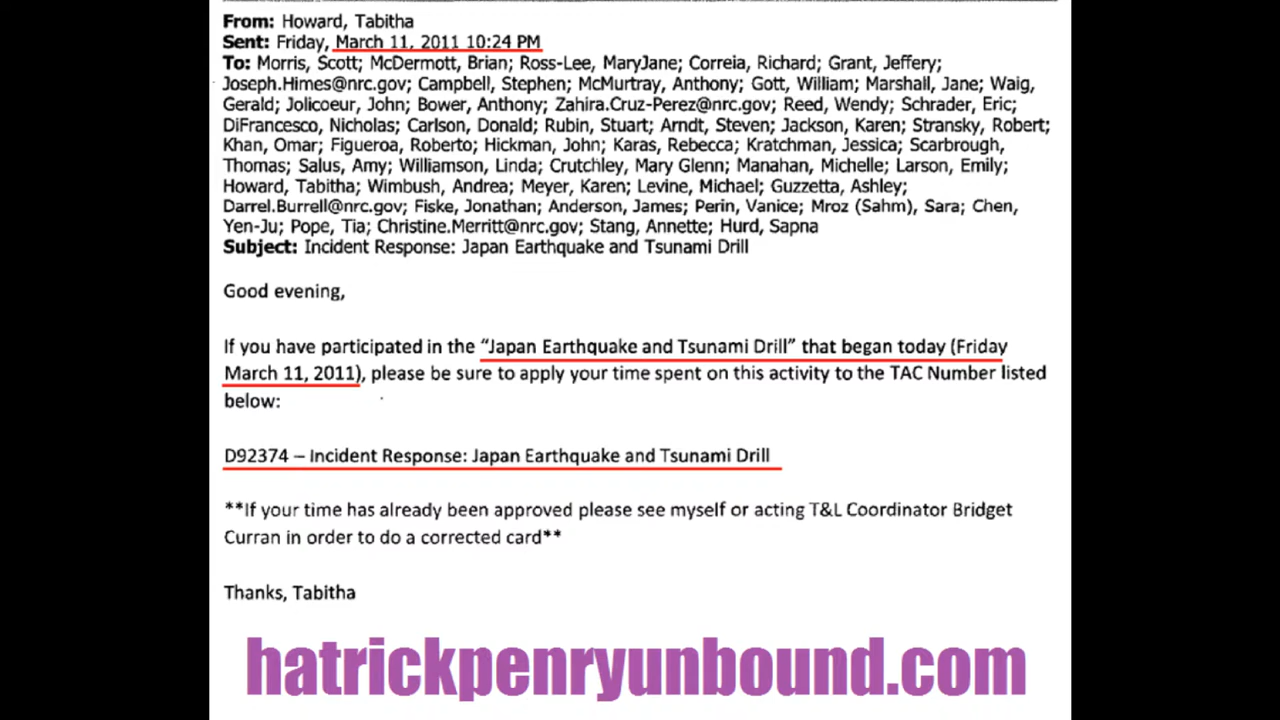 From: Howard, Tabitha
Sent: Friday, March 11, 2011 10:24 PM
To: Morris, Scott; McDermott, Brian; Ross-Lee, MaryJane; Correia, Richard; Grant, Jeffery;
Joseph.Himes@nrc.gov; Campbell, Stephen; McMurtray, Anthony; Gott, William; Marshall, Jane; Waig,
Gerald; Jolicoeur, John; Bower, Anthony; Zahira.Cruz-Perez@nrc.gov; Reed, Wendy; Schrader, Eric;
DiFrancesco, Nicholas; Carlson, Donald; Rubin, Stuart; Arndt, Steven; Jackson, Karen; Stransky, Robert;
Khan, Omar; Figueroa, Roberto; Hickman, John; Karas, Rebecca; Kratchman, Jessica; Scarbrough,
Thomas; Salus, Amy; Williamson, Linda; Crutchley, Mary Glenn; Manahan, Michelle; Larson, Emily;
Howard, Tabitha; Wimbush, Andrea; Meyer, Karen; Levine, Michael; Guzzetta, Ashley;
Darrel.Burrell@nrc.gov; Fiske, Jonathan; Anderson, James; Perin, Vanice; Mroz (Sahm), Sara; Chen,
Yen-Ju; Pope, Tia; Christine.Merritt@nrc.gov; Stang, Annette; Hurd, Sapna
Subject: Incident Response: Japan Earthquake and Tsunami Drill
Good evening,
If you have participated in the “Japan Earthquake and Tsunami Drill” that began today (Friday
March 11, 2011), please be sure to apply your time spent on this activity to the TAC Number listed
below:
D92374 – Incident Response: Japan Earthquake and Tsunami Drill
**If your time has already been approved please see myself or acting T&L Coordinator Bridget
Curran in order to do a corrected card**
Thanks, Tabitha
hatrickpenryunbound.com